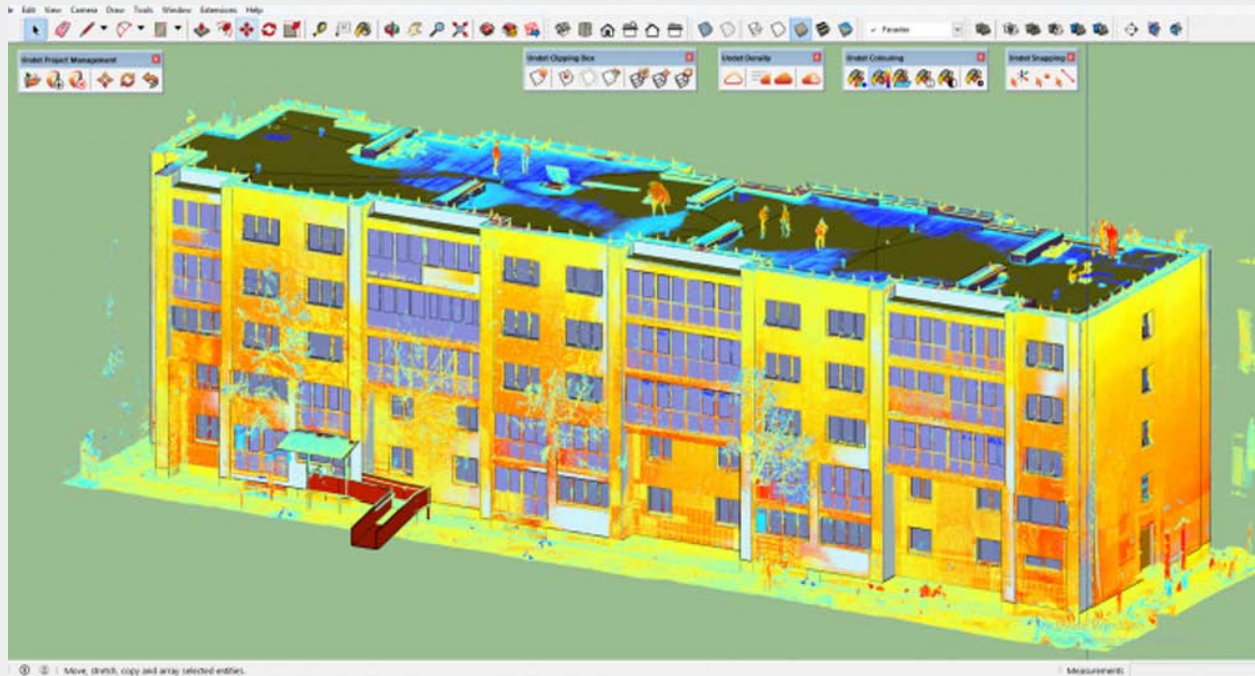 Edit View Camera Draw Tools Window Extensions Help
Undet Project Management
Undet Clipping Box
Undet Density
Undet Colouring
Undet Snapping
Move, stretch, copy and array selected entities.
Measurements